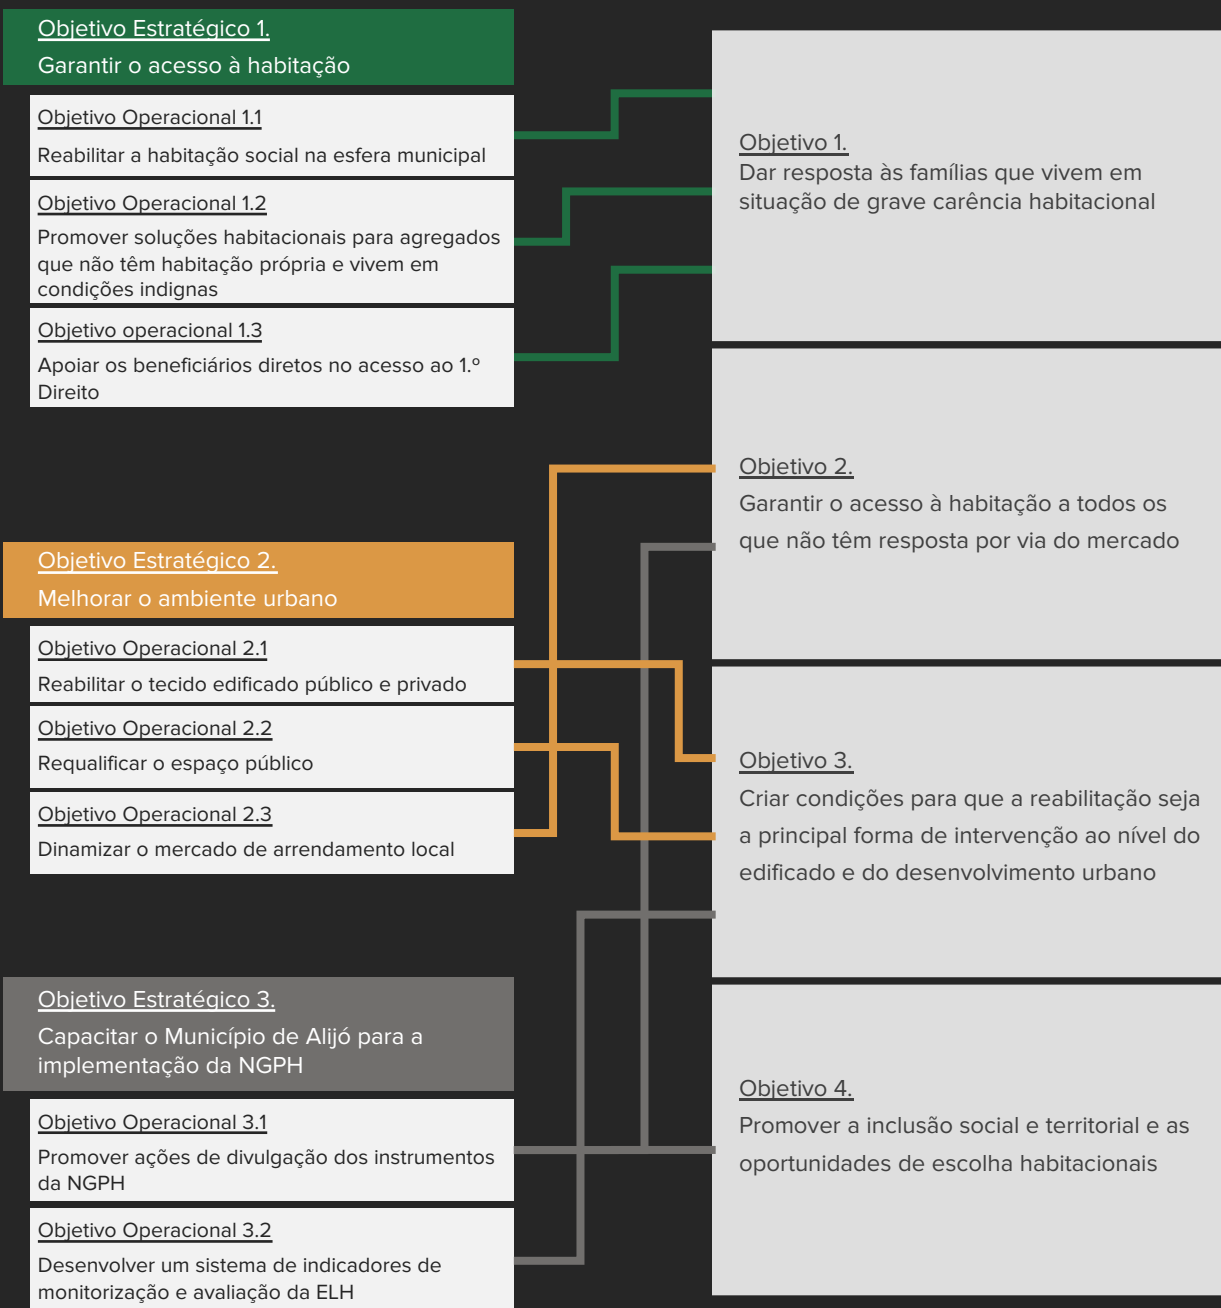 Objetivo Estratégico 1.
Garantir o acesso à habitação
Objetivo Operacional 1.1
Reabilitar a habitação social na esfera municipal
Objetivo Operacional 1.2
Promover soluções habitacionais para agregados
que não têm habitação própria e vivem em
condições indignas
Objetivo operacional 1.3
Apoiar os beneficiários diretos no acesso ao 1.º
Direito
Objetivo Estratégico 2.
Melhorar o ambiente urbano
Objetivo Operacional 2.1
Reabilitar o tecido edificado público e privado
Objetivo Operacional 2.2
Requalificar o espaço público
Objetivo Operacional 2.3
Dinamizar o mercado de arrendamento local
Objetivo Estratégico 3.
Capacitar o Município de Alijó para a
implementação da NGPH
Objetivo Operacional 3.1
Promover ações de divulgação dos instrumentos
da NGPH
Objetivo Operacional 3.2
Desenvolver um sistema de indicadores de
monitorização e avaliação da ELH
Objetivo 1.
Dar resposta às famílias que vivem em
situação de grave carência habitacional
Objetivo 2.
Garantir o acesso à habitação a todos os
que não têm resposta por via do mercado
Objetivo 3.
Criar condições para que a reabilitação seja
a principal forma de intervenção ao nível do
edificado e do desenvolvimento urbano
Objetivo 4.
Promover a inclusão social e territorial e as
oportunidades de escolha habitacionais